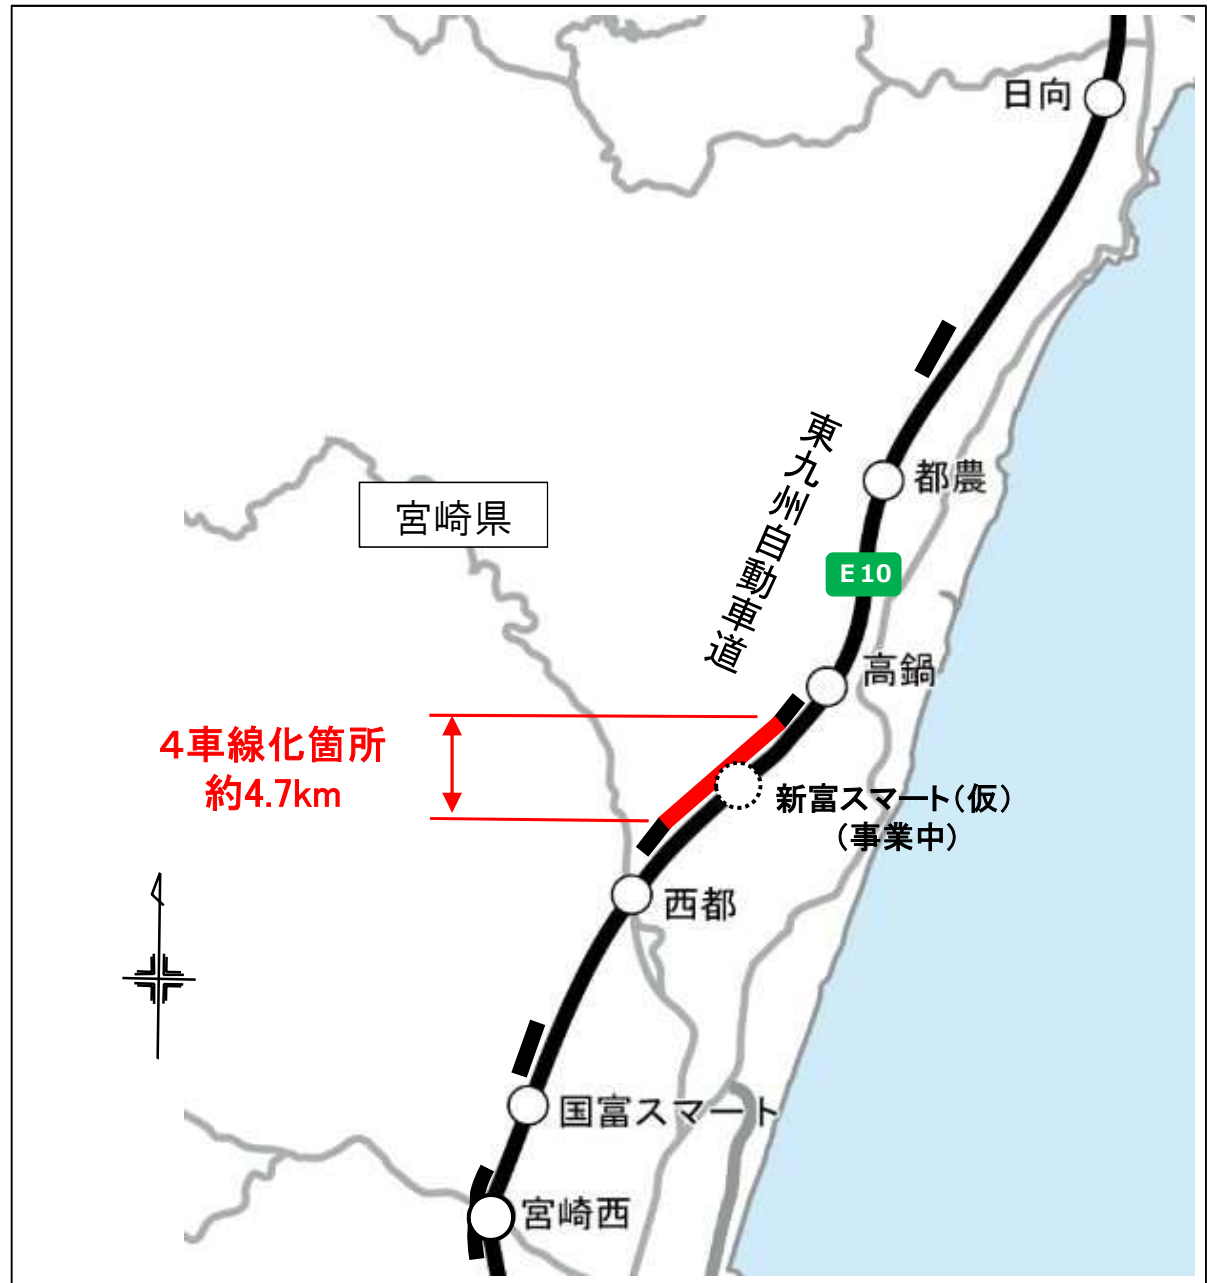 日向
東九州自動車道
都農
宮崎県
E10
高鍋
４車線化箇所
約4.7km
新富スマート(仮)
(事業中)
西都
国富スマート
宮崎西